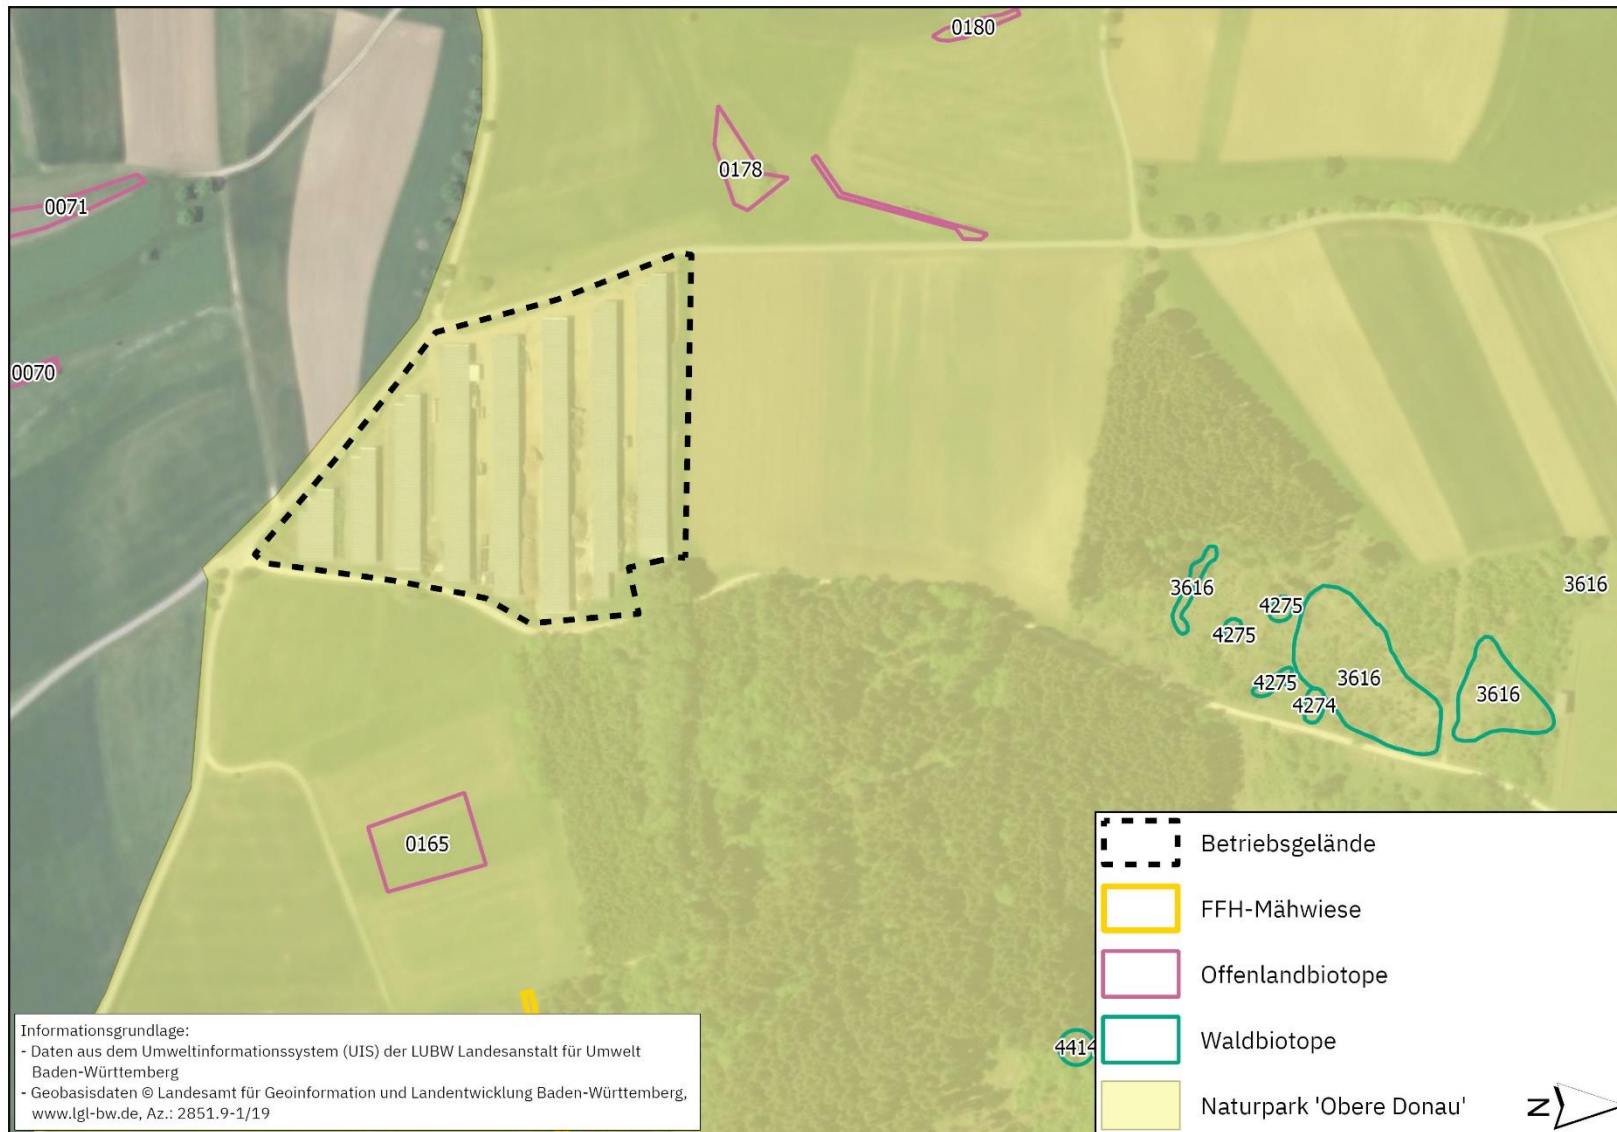 0180
0178
0071
0070
3616
3616
4275
4275
4275
3616
3616
4274
0165
4414
Betriebsgelände
FFH-Mähwiese
Offenlandbiotope
Waldbiotope
Naturpark 'Obere Donau'
N
Informationsgrundlage:
- Daten aus dem Umweltinformationssystem (UIS) der LUBW Landesanstalt für Umwelt
Baden-Württemberg
- Geobasisdaten © Landesamt für Geoinformation und Landentwicklung Baden-Württemberg,
www.lgl-bw.de, Az.: 2851.9-1/19